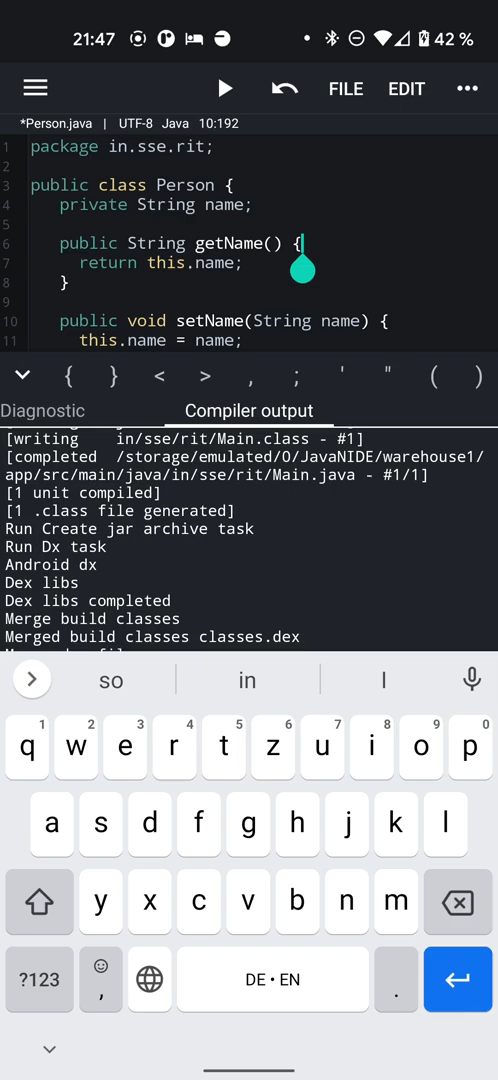 21:47 42 %
FILE EDIT
*Person.java | UTF-8 Java 10:192
1 package in.sse.rit;
2
3 public class Person {
4 private String name;
5
6 public String getName() {
7 return this.name;
8 }
9
10 public void setName(String name) {
11 this.name = name;
{ } < > , ; ' " ( )
Diagnostic Compiler output
[writing in/sse/rit/Main.class - #1]
[completed /storage/emulated/0/JavaNIDE/warehouse1/
app/src/main/java/in/sse/rit/Main.java - #1/1]
[1 unit compiled]
[1 .class file generated]
Run Create jar archive task
Run Dx task
Android dx
Dex libs
Dex libs completed
Merge build classes
Merged build classes classes.dex
so in I
1 2 3 4 5 6 7 8 9 0
q w e r t z u i o p
a s d f g h j k l
y x c v b n m
?123 , DE • EN .